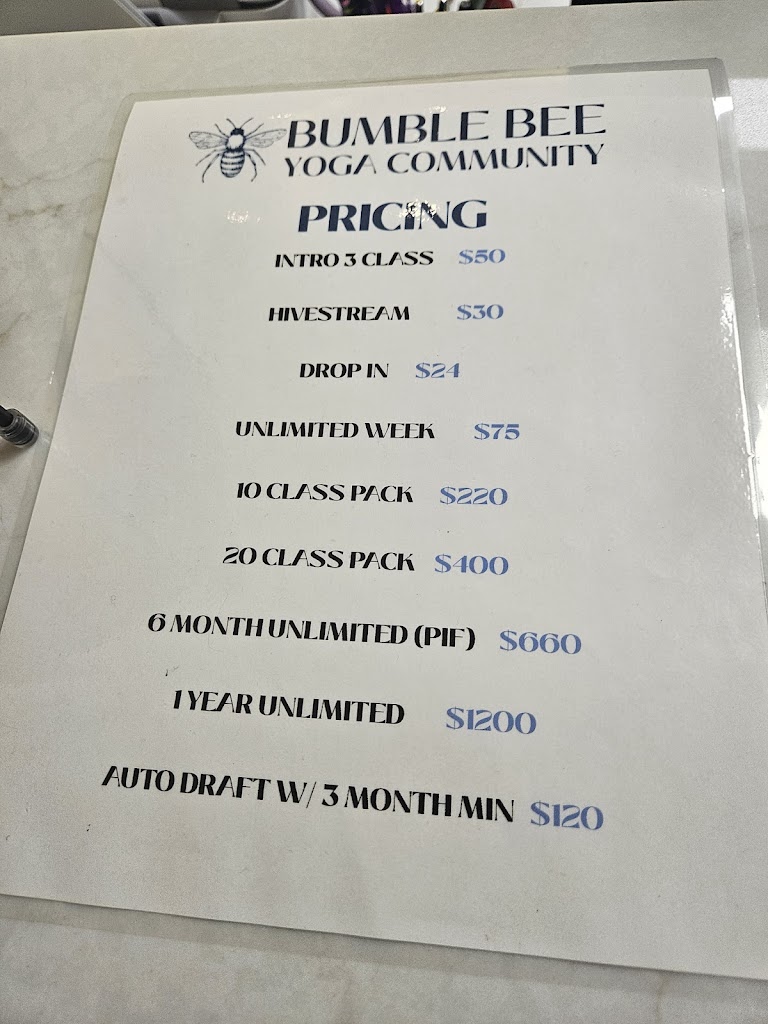 BUMBLE BEE
YOGA COMMUNITY
PRICING
INTRO 3 CLASS $50
HIVESTREAM $30
DROP IN $24
UNLIMITED WEEK $75
10 CLASS PACK $220
20 CLASS PACK $400
6 MONTH UNLIMITED (PIF) $660
1 YEAR UNLIMITED $1200
AUTO DRAFT W/ 3 MONTH MIN $120